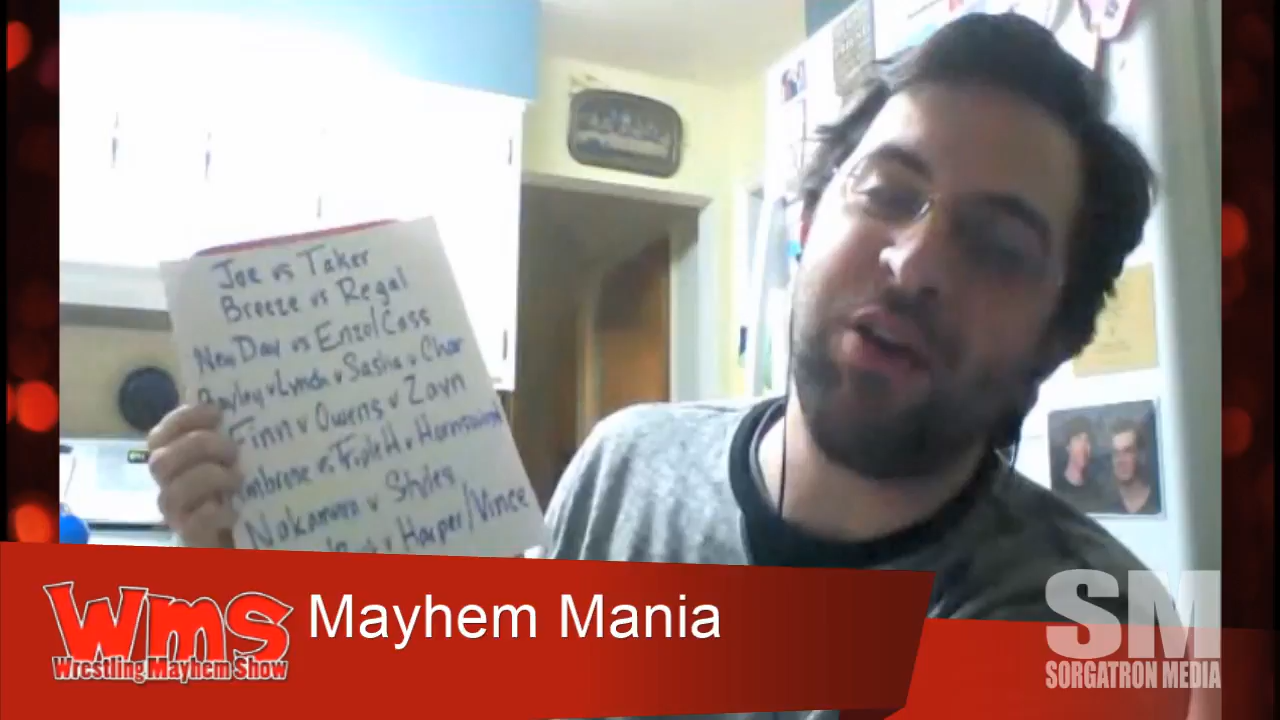 Joe vs Taker
Breeze vs Regal
New Day vs Enzo/Cass
Bayley v Lynch v Sasha v Char
Finn v Owens v Zayn
Ambrose vs Triple H v Hornswoggle
Nakamura v Styles
v Harper/Vince
WMS
Wrestling Mayhem Show
Mayhem Mania
SM
SORGATRON MEDIA